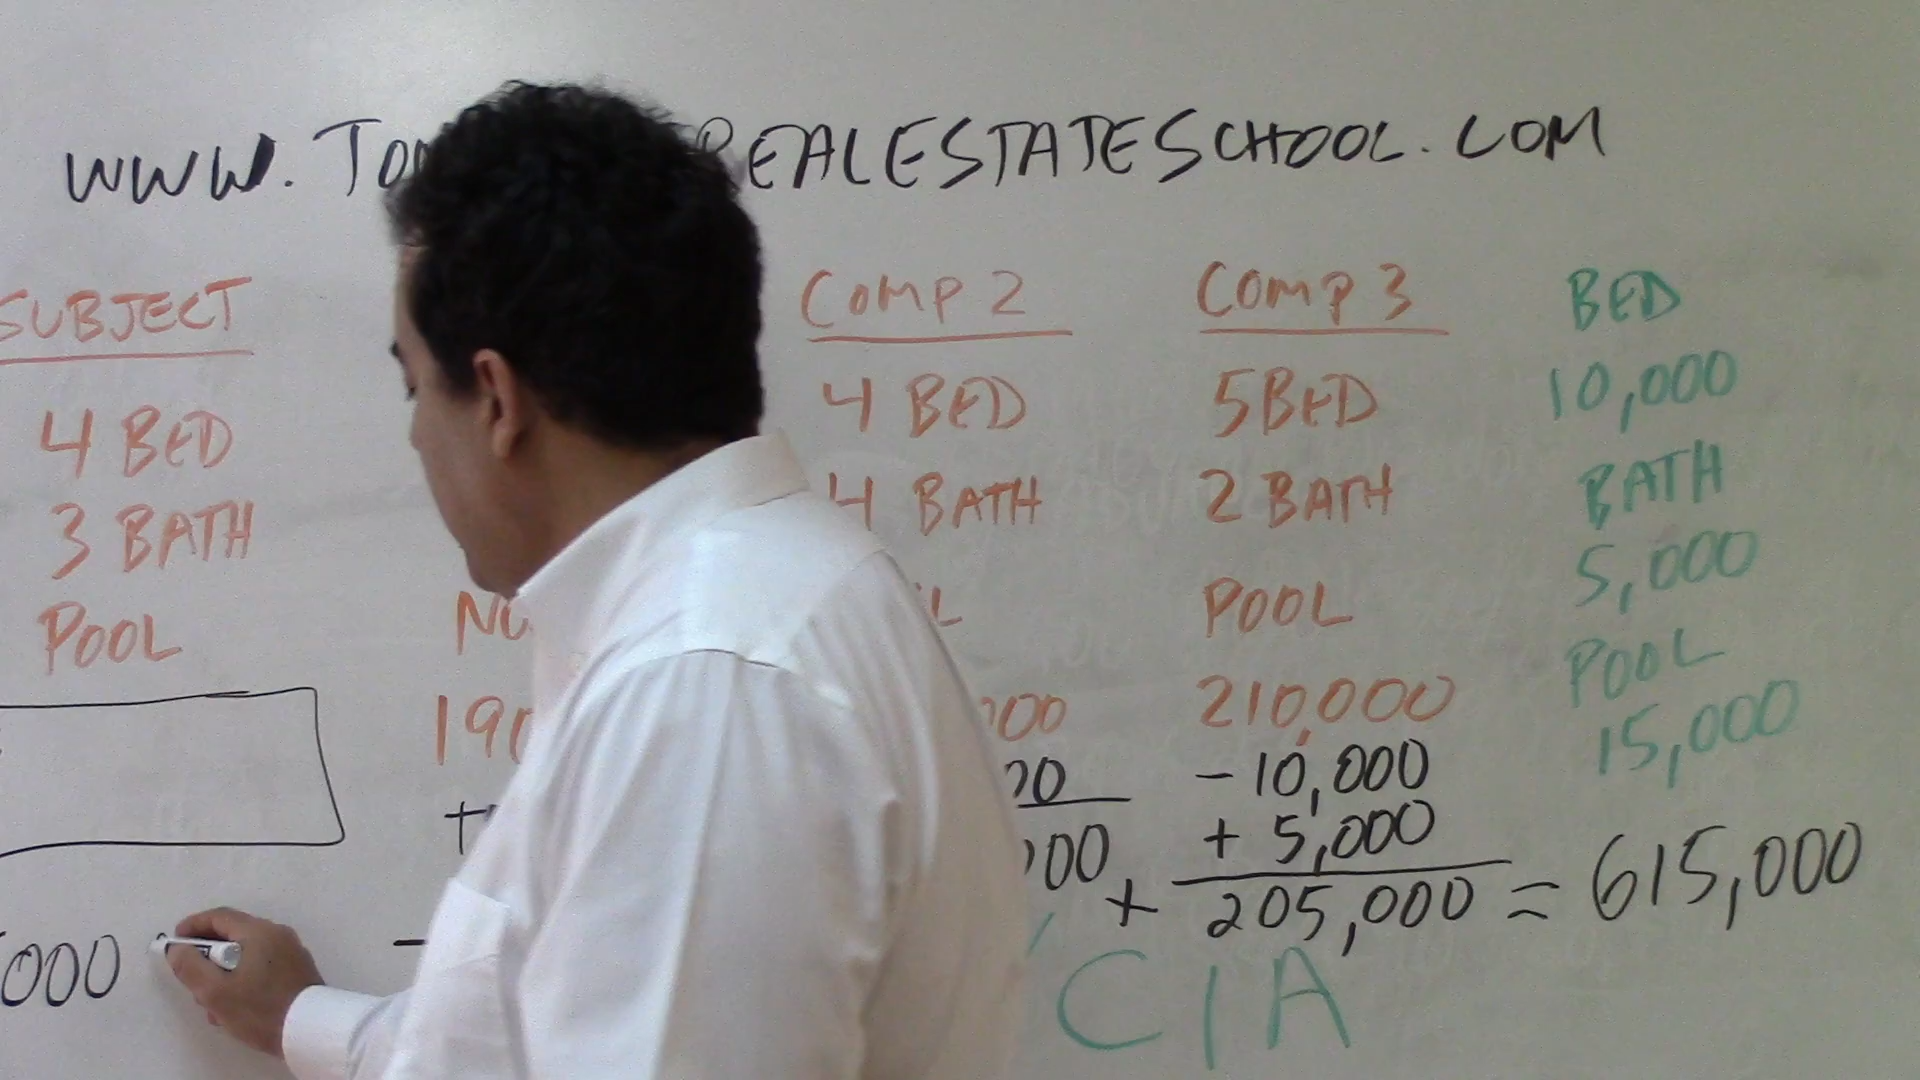 WWW. REALESTATESCHOOL.COM
SUBJECT
4 BED
3 BATH
POOL
000
190
+
Comp 2
4 BED
4 BATH
Comp 3
5 BED
2 BATH
POOL
210,000
- 10,000
+ 5,000
+ 205,000 = 615,000
CIA
BED
10,000
BATH
5,000
POOL
15,000